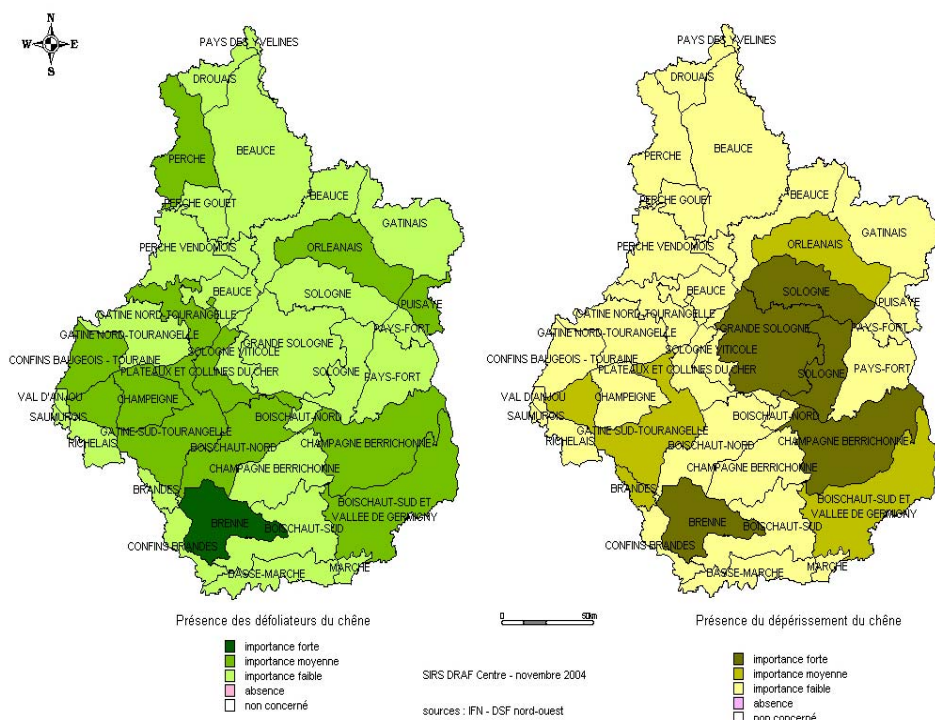 N
W E
S
PAYS DES YVELINES
DROUAIS
PERCHE
BEAUCE
PERCHE GOUET
BEAUCE
GATINAIS
PERCHE VENDOMOIS
ORLEANAIS
BEAUCE
SOLOGNE
PUISAYE
GATINE NORD-TOURANGELLE
PAYS-FORT
GATINE NORD-TOURANGELLE
GRANDE SOLOGNE
SOLOGNE VITICOLE
CONFINS BAUGEOIS - TOURAINE
PLATEAUX ET COLLINES DU CHER
SOLOGNE
PAYS-FORT
VAL D'ANJOU
CHAMPEIGNE
SAUMUROIS
BOISCHAUT-NORD
GATINE SUD-TOURANGELLE
RICHELAIS
BOISCHAUT-NORD
CHAMPAGNE BERRICHONNE
CHAMPAGNE BERRICHONNE
BRANDES
BOISCHAUT-SUD ET
VALLEE DE GERMIGNY
BRENNE
BOISCHAUT-SUD
CONFINS BRANDES
MARCHE
BASSE-MARCHE
Présence des défoliateurs du chêne
importance forte
importance moyenne
importance faible
absence
non concerné
PAYS DES YVELINES
DROUAIS
PERCHE
BEAUCE
PERCHE GOUET
BEAUCE
GATINAIS
PERCHE VENDOMOIS
ORLEANAIS
BEAUCE
SOLOGNE
PUISAYE
GATINE NORD-TOURANGELLE
PAYS-FORT
GATINE NORD-TOURANGELLE
GRANDE SOLOGNE
SOLOGNE VITICOLE
CONFINS BAUGEOIS - TOURAINE
PLATEAUX ET COLLINES DU CHER
SOLOGNE
PAYS-FORT
VAL D'ANJOU
CHAMPEIGNE
SAUMUROIS
BOISCHAUT-NORD
GATINE SUD-TOURANGELLE
RICHELAIS
BOISCHAUT-NORD
CHAMPAGNE BERRICHONNE
CHAMPAGNE BERRICHONNE
BRANDES
BOISCHAUT-SUD ET
VALLEE DE GERMIGNY
BRENNE
BOISCHAUT-SUD
CONFINS BRANDES
MARCHE
BASSE-MARCHE
Présence du dépérissement du chêne
importance forte
importance moyenne
importance faible
absence
non concerné
0 50km
SIRS DRAF Centre - novembre 2004
sources : IFN - DSF nord-ouest